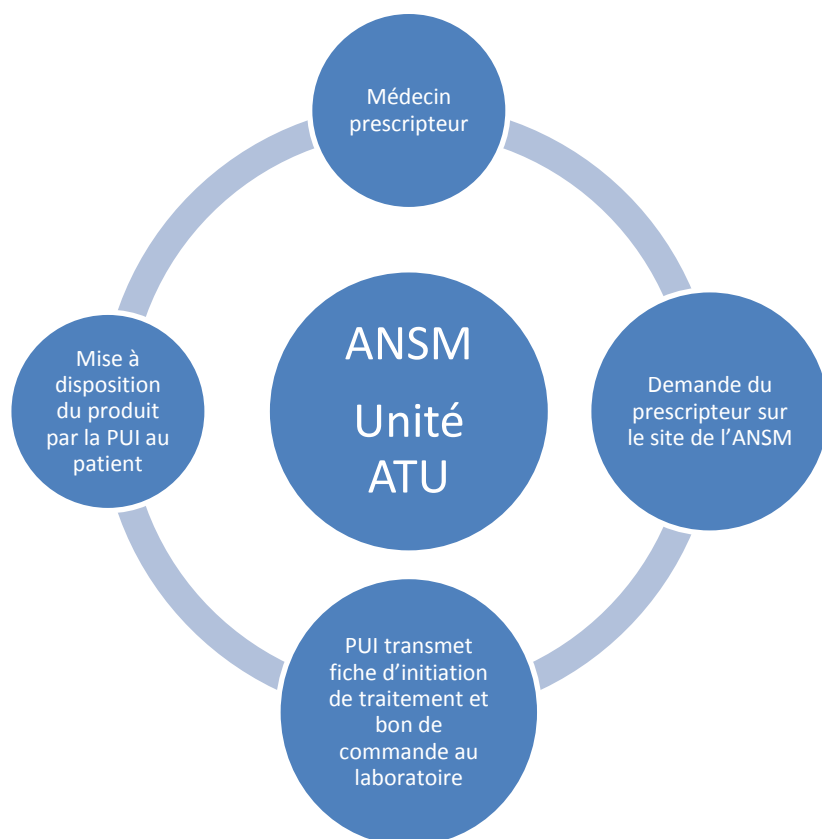 Médecin
prescripteur
ANSM
Unité
ATU
Demande du
prescripteur sur
le site de l’ANSM
PUI transmet
fiche d’initiation
de traitement et
bon de
commande au
laboratoire
Mise à
disposition
du produit
par la PUI au
patient